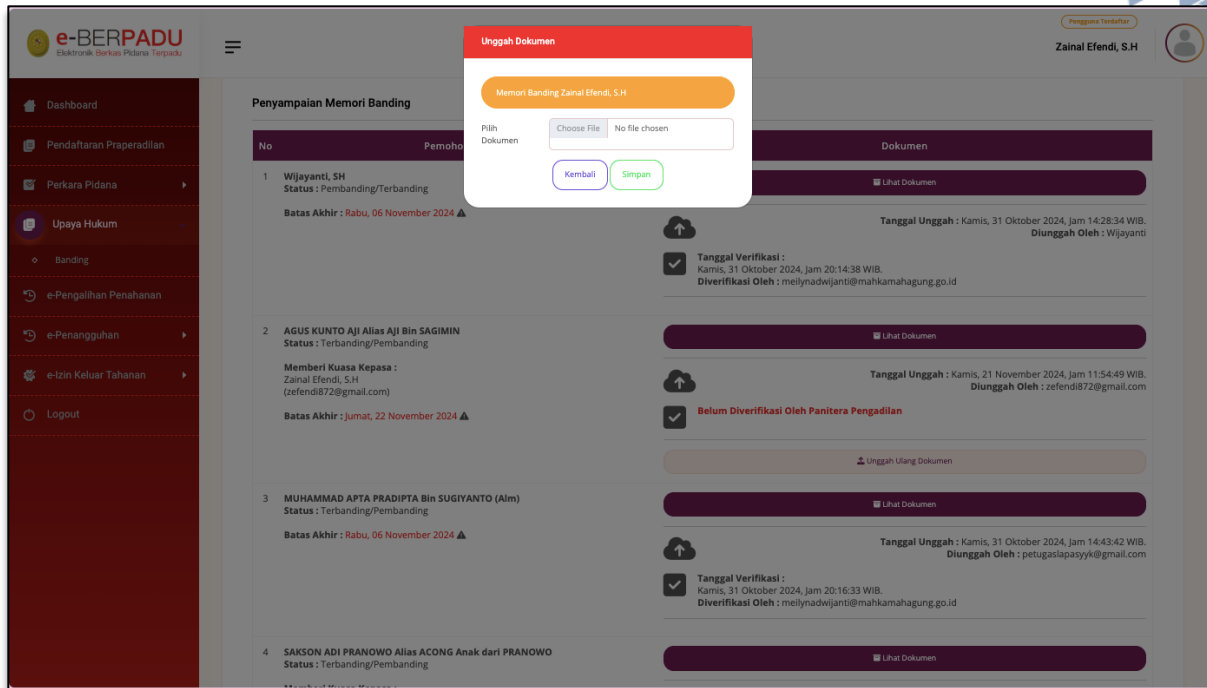 e-BERPADU
Elektronik Berkas Pidana Terpadu
Pengguna Terdaftar
Zainal Efendi, S.H
Dashboard
Pendaftaran Praperadilan
Perkara Pidana
Upaya Hukum
Banding
e-Pengalihan Penahanan
e-Penangguhan
e-Izin Keluar Tahanan
Logout
Unggah Dokumen
Memori Banding Zainal Efendi, S.H
Pilih
Dokumen
Choose File No file chosen
Kembali Simpan
Penyampaian Memori Banding
No Pemoho Dokumen
1 Wijayanti, SH
Status : Pembanding/Terbanding
Batas Akhir : Rabu, 06 November 2024
Lihat Dokumen
Tanggal Unggah : Kamis, 31 Oktober 2024, Jam 14:28:34 WIB.
Diunggah Oleh : Wijayanti
Tanggal Verifikasi :
Kamis, 31 Oktober 2024, Jam 20:14:38 WIB.
Diverifikasi Oleh : meilynadwijanti@mahkamahagung.go.id
2 AGUS KUNTO AJI Alias AJI Bin SAGIMIN
Status : Terbanding/Pembanding
Memberi Kuasa Kepasa :
Zainal Efendi, S.H
(zefendi872@gmail.com)
Batas Akhir : Jumat, 22 November 2024
Lihat Dokumen
Tanggal Unggah : Kamis, 21 November 2024, Jam 11:54:49 WIB.
Diunggah Oleh : zefendi872@gmail.com
Belum Diverifikasi Oleh Panitera Pengadilan
Unggah Ulang Dokumen
3 MUHAMMAD APTA PRADIPTA Bin SUGIYANTO (Alm)
Status : Terbanding/Pembanding
Batas Akhir : Rabu, 06 November 2024
Lihat Dokumen
Tanggal Unggah : Kamis, 31 Oktober 2024, Jam 14:43:42 WIB.
Diunggah Oleh : petugaslapasyyk@gmail.com
Tanggal Verifikasi :
Kamis, 31 Oktober 2024, Jam 20:16:33 WIB.
Diverifikasi Oleh : meilynadwijanti@mahkamahagung.go.id
4 SAKSON ADI PRANOWO Alias ACONG Anak dari PRANOWO
Status : Terbanding/Pembanding
Lihat Dokumen